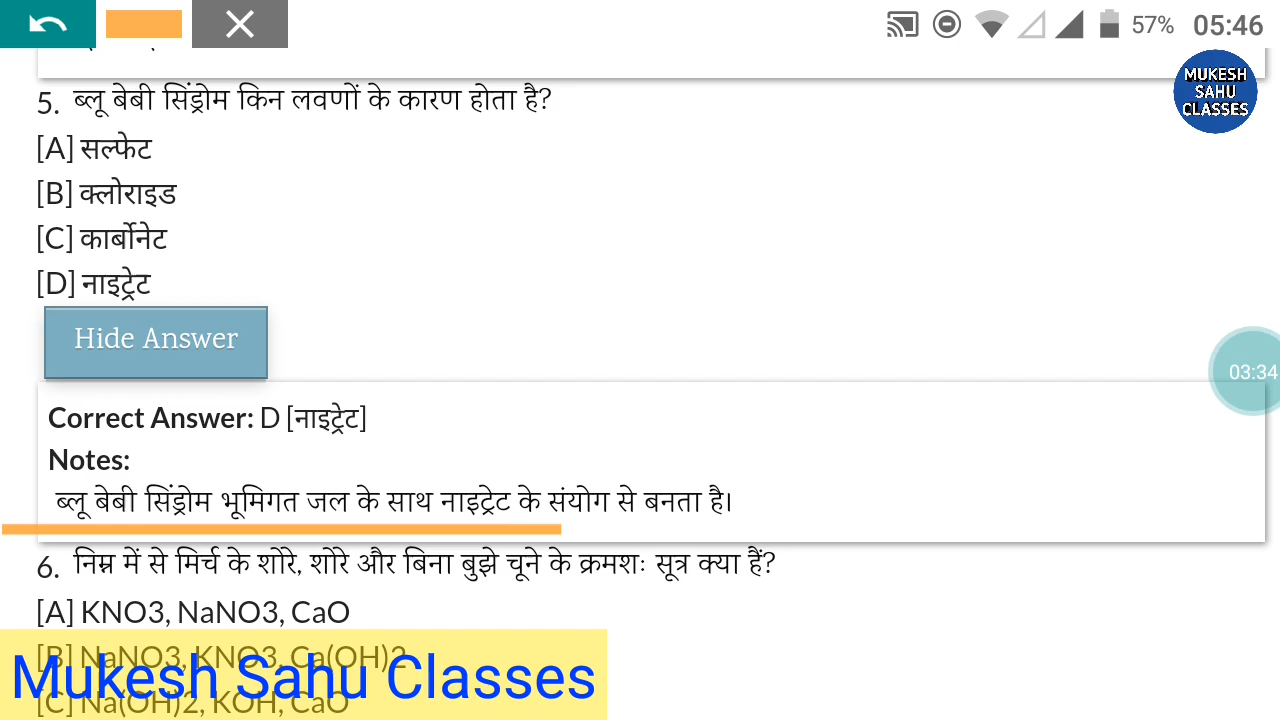 57% 05:46
MUKESH
SAHU
CLASSES
5. ब्लू बेबी सिंड्रोम किन लवणों के कारण होता है?
[A] सल्फेट
[B] क्लोराइड
[C] कार्बोनेट
[D] नाइट्रेट
Hide Answer
03:34
Correct Answer: D [नाइट्रेट]
Notes:
ब्लू बेबी सिंड्रोम भूमिगत जल के साथ नाइट्रेट के संयोग से बनता है।
6. निम्न में से मिर्च के शोरे, शोरे और बिना बुझे चूने के क्रमशः सूत्र क्या हैं?
[A] KNO3, NaNO3, CaO
[B] NaNO3, KNO3, Ca(OH)2
Mukesh Sahu Classes
[C] Na(OH)2, KOH, CaO